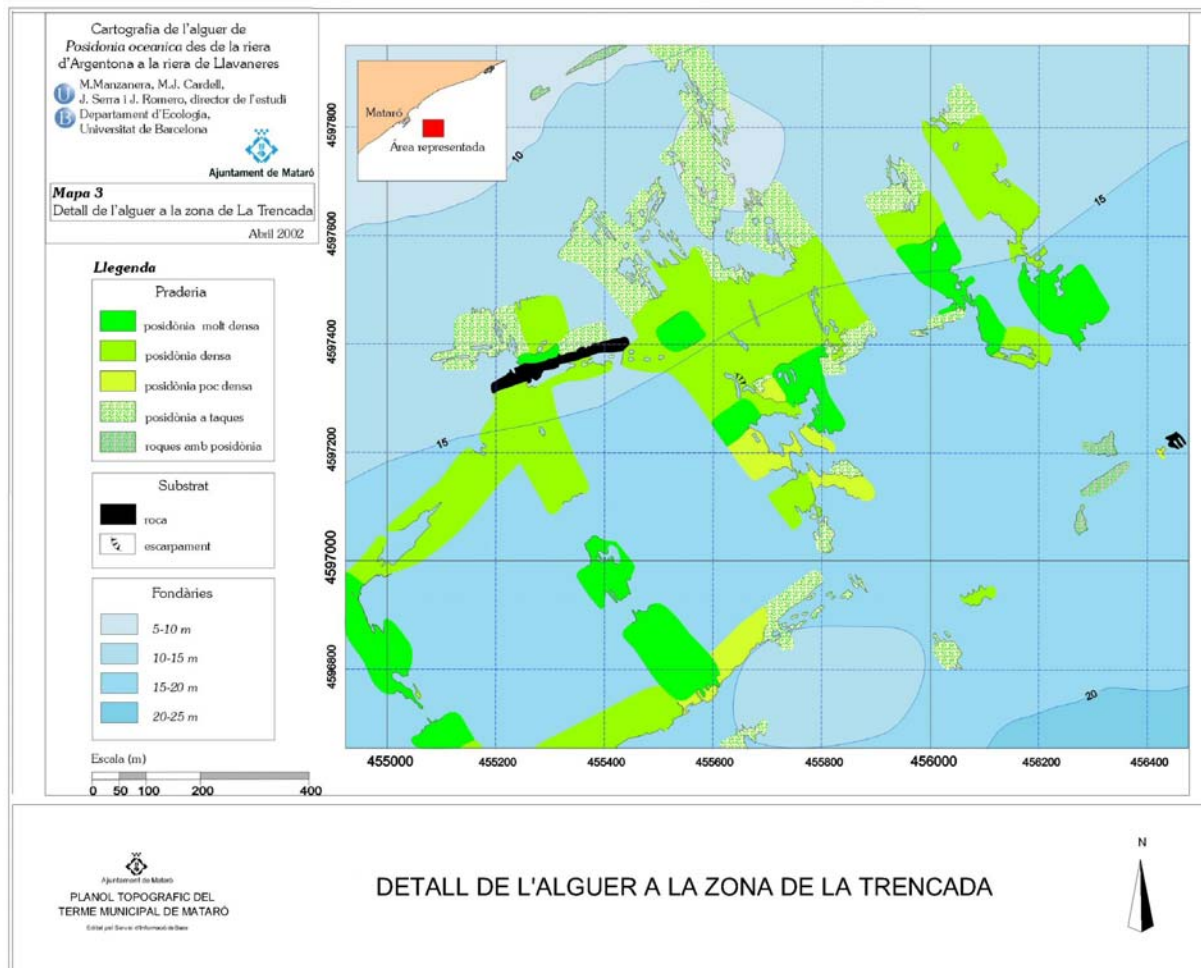 Cartografia de l'alguer de
Posidonia oceanica des de la riera
d'Argentona a la riera de Llavaneres
U B
M.Manzanera, M.J. Cardell,
J. Serra i J. Romero, director de l'estudi
Departament d'Ecologia,
Universitat de Barcelona
Ajuntament de Mataró
Mapa 3
Detall de l'alguer a la zona de La Trencada
Abril 2002
Llegenda
Praderia
posidònia molt densa
posidònia densa
posidònia poc densa
posidònia a taques
roques amb posidònia
Substrat
roca
escarpament
Fondàries
5-10 m
10-15 m
15-20 m
20-25 m
Escala (m)
0 50 100 200 400
Mataró
Àrea representada
10
15
15
20
4597800
4597600
4597400
4597200
4597000
4596800
455000 455200 455400 455600 455800 456000 456200 456400
Ajuntament de Mataró
PLANOL TOPOGRAFIC DEL
TERME MUNICIPAL DE MATARÓ
Editat pel Servei d'Informació de Base
DETALL DE L'ALGUER A LA ZONA DE LA TRENCADA
N